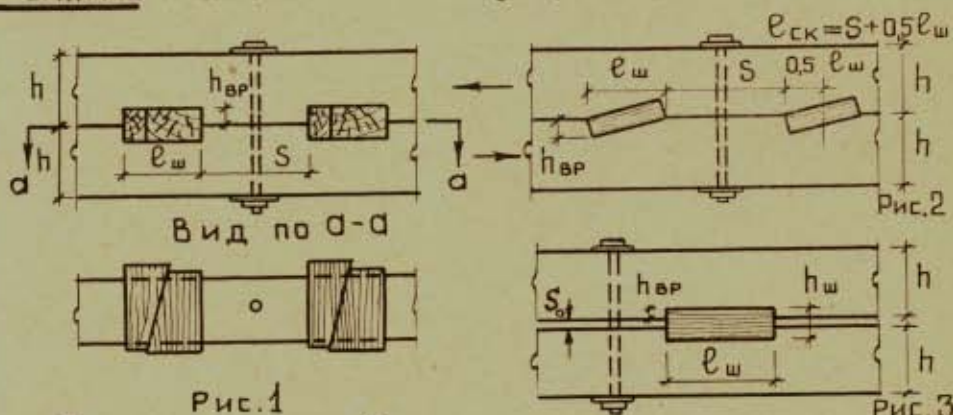 h
h
hвр
ℓш
S
a
a
Вид по а-а
Рис.1
ℓск=S+0,5ℓш
ℓш
S
0,5 ℓш
h
h
hвр
Рис.2
S₀
hвр
hш
h
h
ℓш
Рис.3